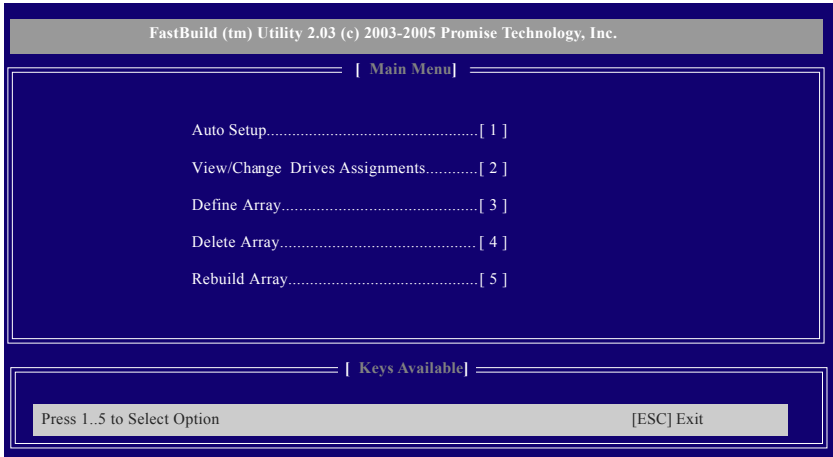 FastBuild (tm) Utility 2.03 (c) 2003-2005 Promise Technology, Inc.
[ Main Menu]
Auto Setup................................................[ 1 ]
View/Change Drives Assignments............[ 2 ]
Define Array.............................................[ 3 ]
Delete Array............................................. [ 4 ]
Rebuild Array............................................[ 5 ]
[ Keys Available]
Press 1..5 to Select Option [ESC] Exit